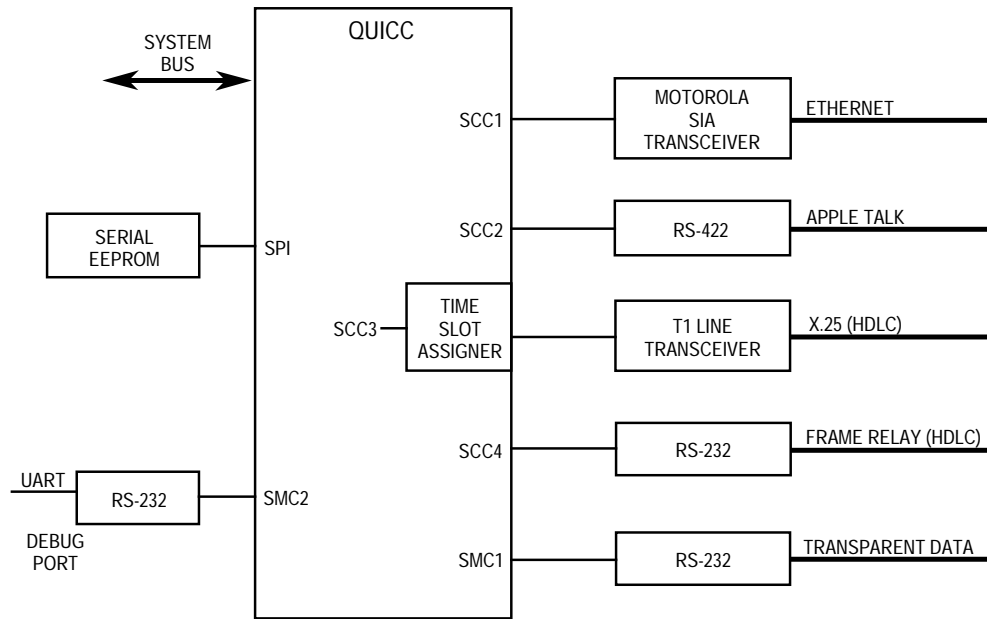 QUICC
SYSTEM
BUS
SCC1
MOTOROLA
SIA
TRANSCEIVER
ETHERNET
SCC2
RS-422
APPLE TALK
SERIAL
EEPROM
SPI
SCC3
TIME
SLOT
ASSIGNER
T1 LINE
TRANSCEIVER
X.25 (HDLC)
SCC4
RS-232
FRAME RELAY (HDLC)
UART
RS-232
SMC2
DEBUG
PORT
SMC1
RS-232
TRANSPARENT DATA